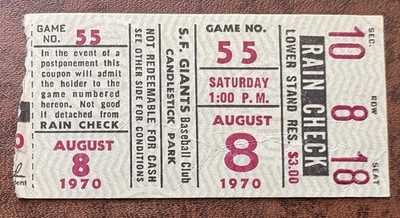 GAME NO.
55
In the event of a
postponement this
coupon will admit
the holder to the
game numbered
hereon. Not good
if detached from
RAIN CHECK
AUGUST
8
1970
NOT REDEEMABLE FOR CASH
SEE OTHER SIDE FOR CONDITIONS
S.F. GIANTS Baseball Club
CANDLESTICK PARK
GAME NO.
55
SATURDAY
1:00 P.M.
AUGUST
8
1970
RAIN CHECK
LOWER STAND RES.
$3.00
SEC.
10
ROW
8
SEAT
18